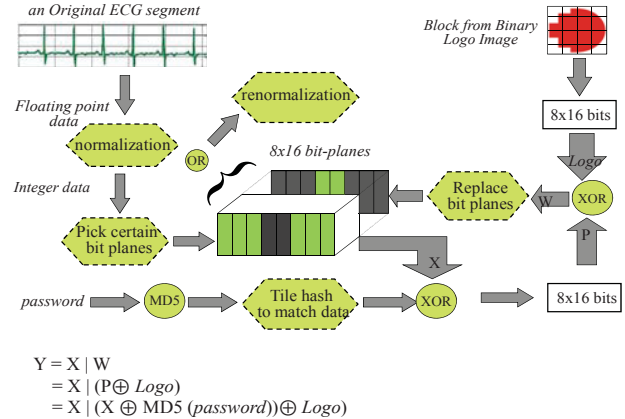 an Original ECG segment
Block from Binary
Logo Image
Floating point
data
renormalization
normalization
OR
8x16 bits
8x16 bit-planes
Logo
Integer data
Replace
bit planes
W
XOR
Pick certain
bit planes
P
X
password
MD5
Tile hash
to match data
XOR
8x16 bits
Y = X | W
= X | (P⊕ Logo)
= X | (X ⊕ MD5 (password))⊕ Logo)